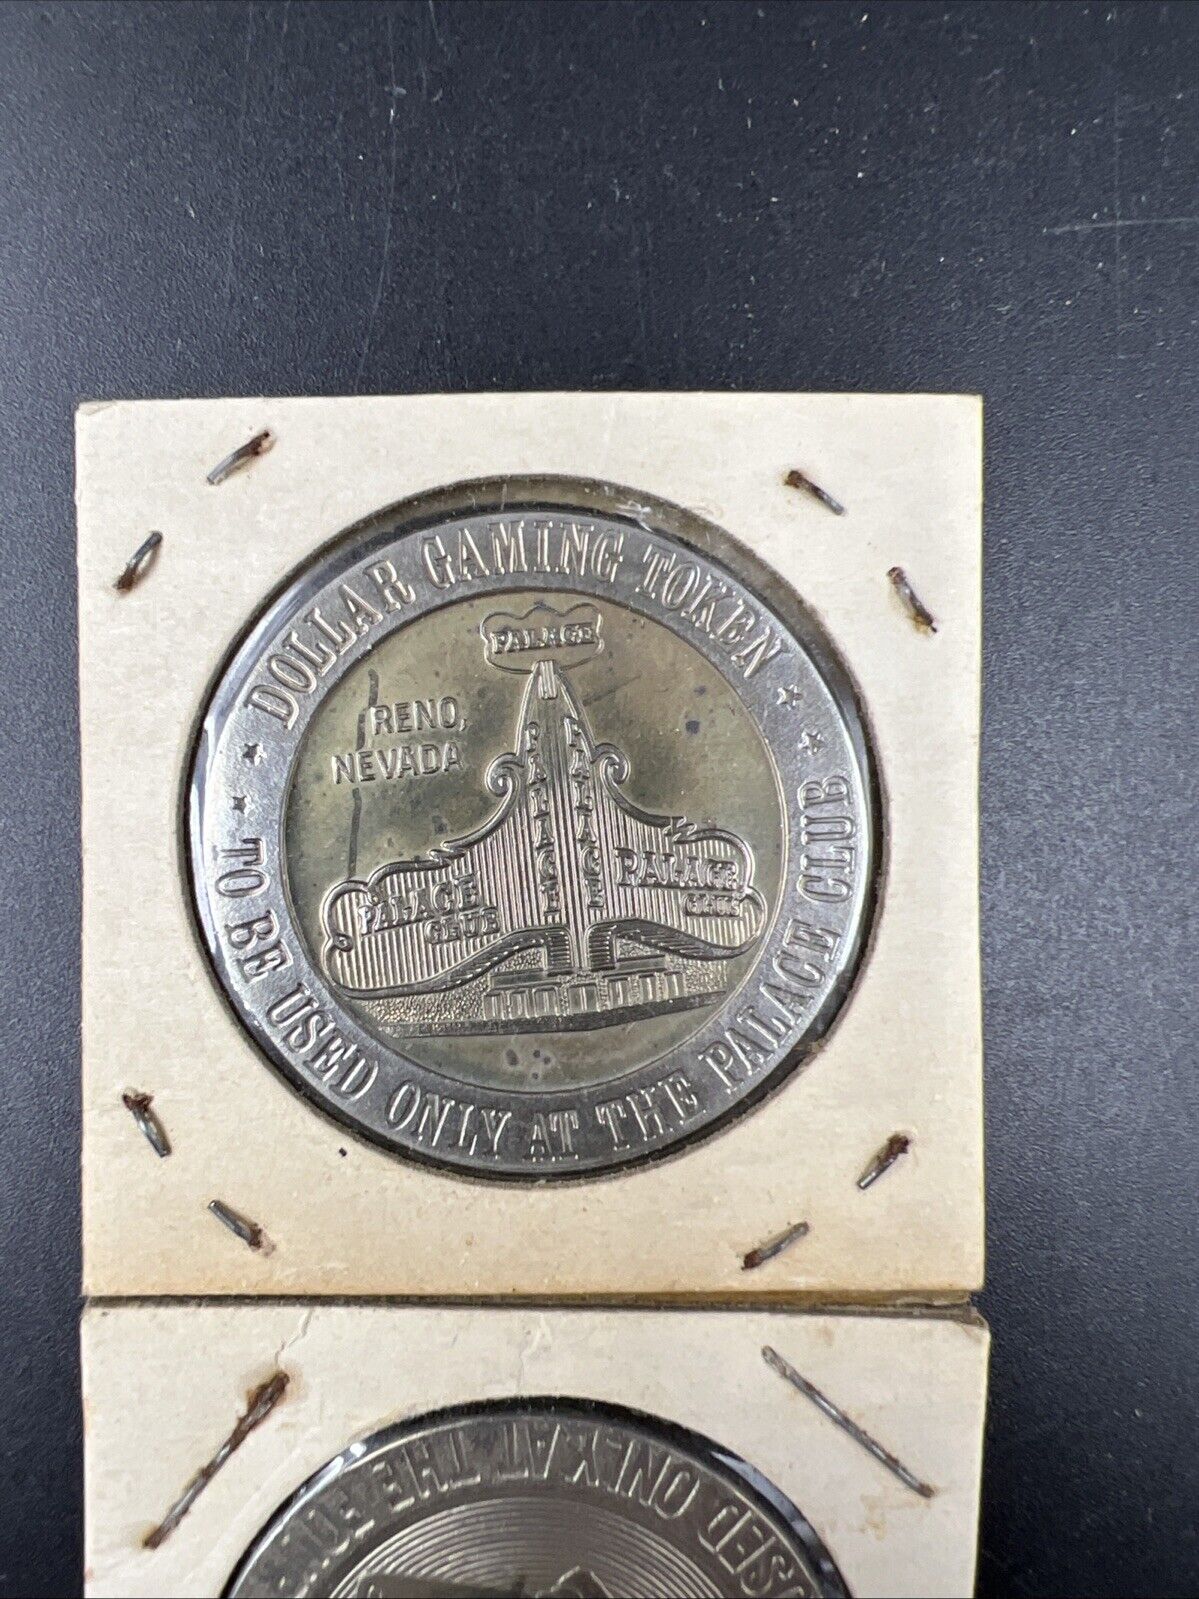 DOLLAR GAMING TOKEN
PALACE
RENO,
NEVADA
PALACE
PALACE
PALACE
CLUB
PALACE
CLUB
TO BE USED ONLY AT THE PALACE CLUB
USED ONLY AT THE